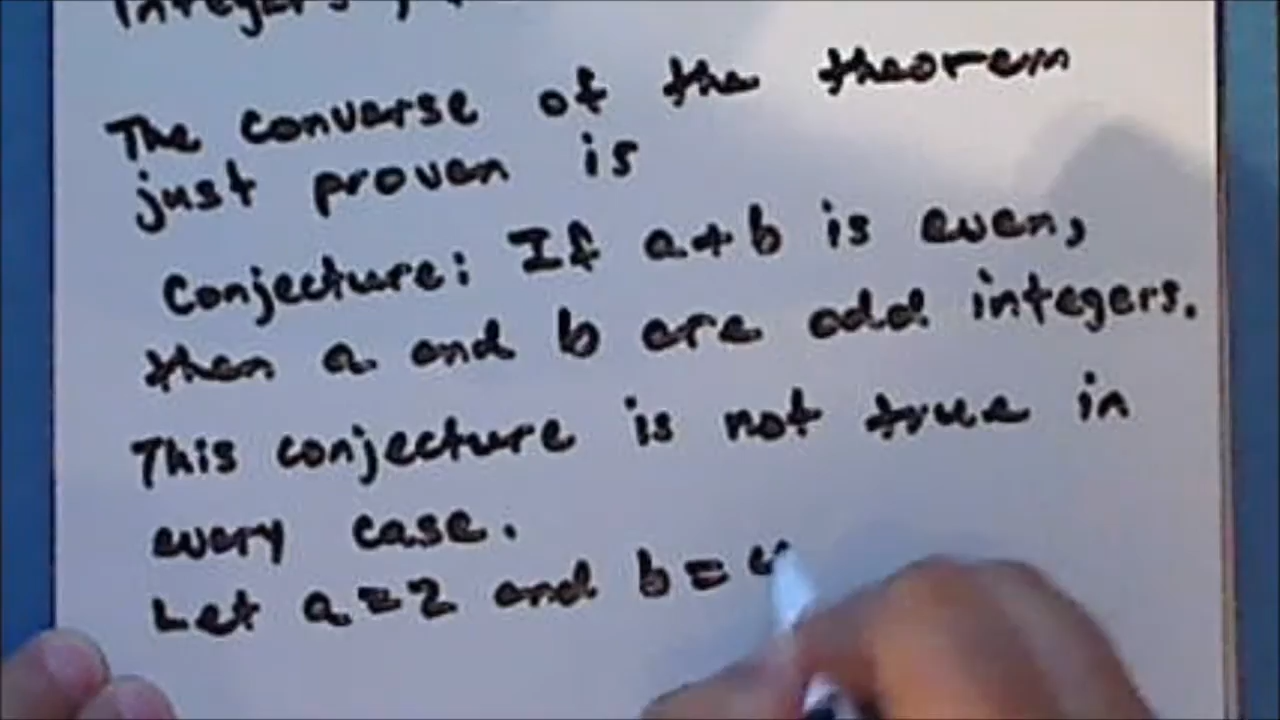 integers,
The converse of the theorem
just proven is
Conjecture: If a+b is even,
then a and b are odd integers.
This conjecture is not true in
every case.
Let a=2 and b=